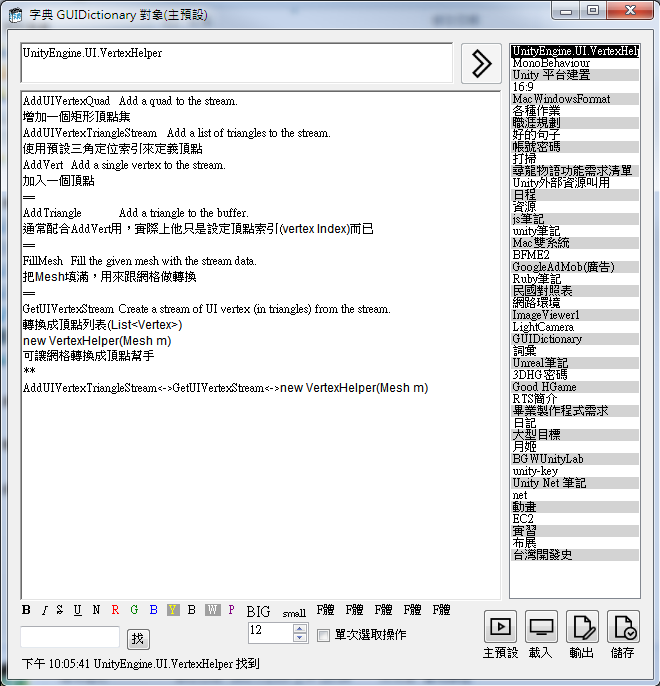 字典 GUIDictionary 對象(主預設)
UnityEngine.UI.VertexHelper
AddUIVertexQuad Add a quad to the stream.
增加一個矩形頂點集
AddUIVertexTriangleStream Add a list of triangles to the stream.
使用預設三角定位索引來定義頂點
AddVert Add a single vertex to the stream.
加入一個頂點
==
AddTriangle Add a triangle to the buffer.
通常配合AddVert用，實際上他只是設定頂點索引(vertex Index)而已
==
FillMesh Fill the given mesh with the stream data.
把Mesh填滿，用來跟網格做轉換
==
GetUIVertexStream Create a stream of UI vertex (in triangles) from the stream.
轉換成頂點列表(List<Vertex>)
new VertexHelper(Mesh m)
可讓網格轉換成頂點幫手
**
AddUIVertexTriangleStream<->GetUIVertexStream<->new VertexHelper(Mesh m)
UnityEngine.UI.VertexHelp
MonoBehaviour
Unity 平台建置
16:9
MacWindowsFormat
各種作業
職涯規劃
好的句子
帳號密碼
打掃
尋龍物語功能需求清單
Unity外部資源叫用
日程
資源
js筆記
unity筆記
Mac雙系統
BFME2
GoogleAdMob(廣告)
Ruby筆記
民國對照表
網路環境
ImageViewer1
LightCamera
GUIDictionary
詞彙
Unreal筆記
3DHG密碼
Good HGame
RTS簡介
畢業製作程式需求
日記
大型目標
月姬
BGWUnityLab
unity-key
Unity Net 筆記
net
動畫
EC2
實習
布展
台灣開發史
B I S U N R G B Y B W P BIG small F體 F體 F體 F體 F體
找
12
單次選取操作
主預設 載入 輸出 儲存
下午 10:05:41 UnityEngine.UI.VertexHelper 找到